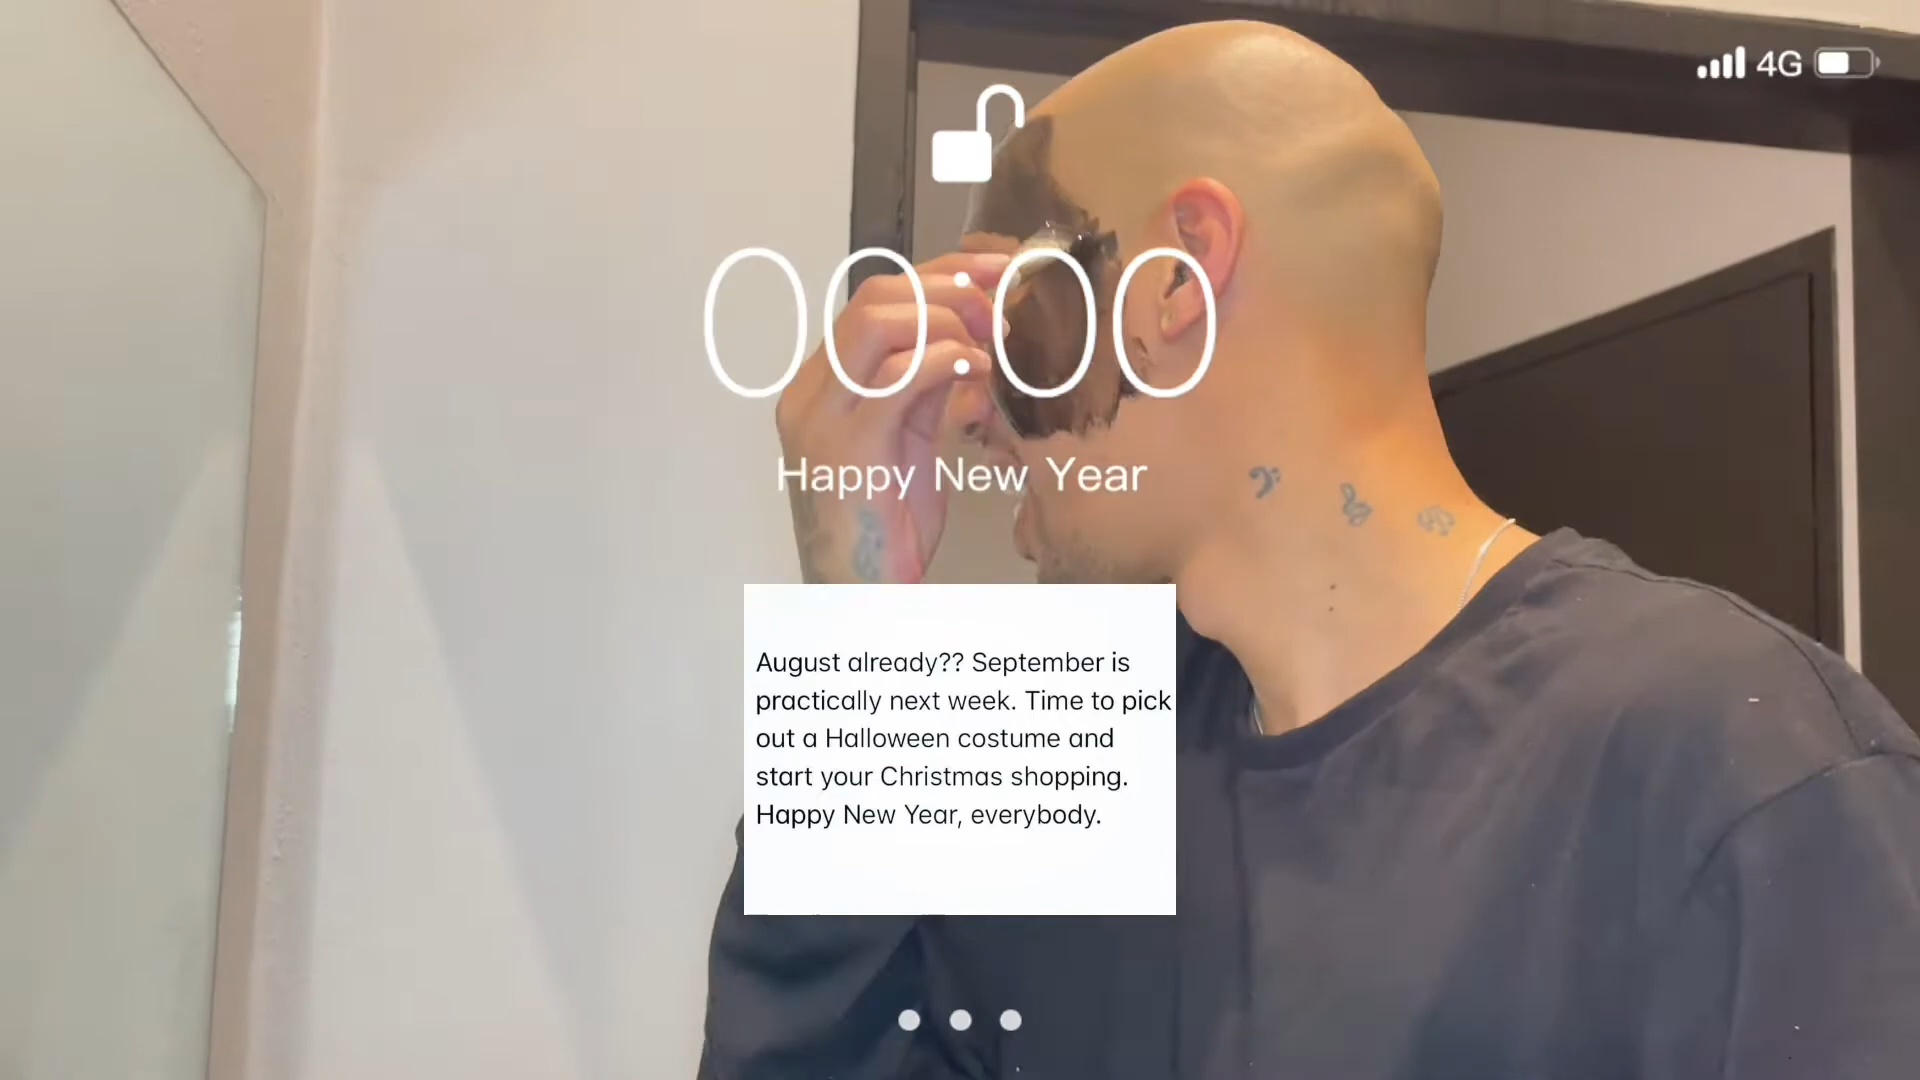 4G
00:00
Happy New Year
August already?? September is
practically next week. Time to pick
out a Halloween costume and
start your Christmas shopping.
Happy New Year, everybody.